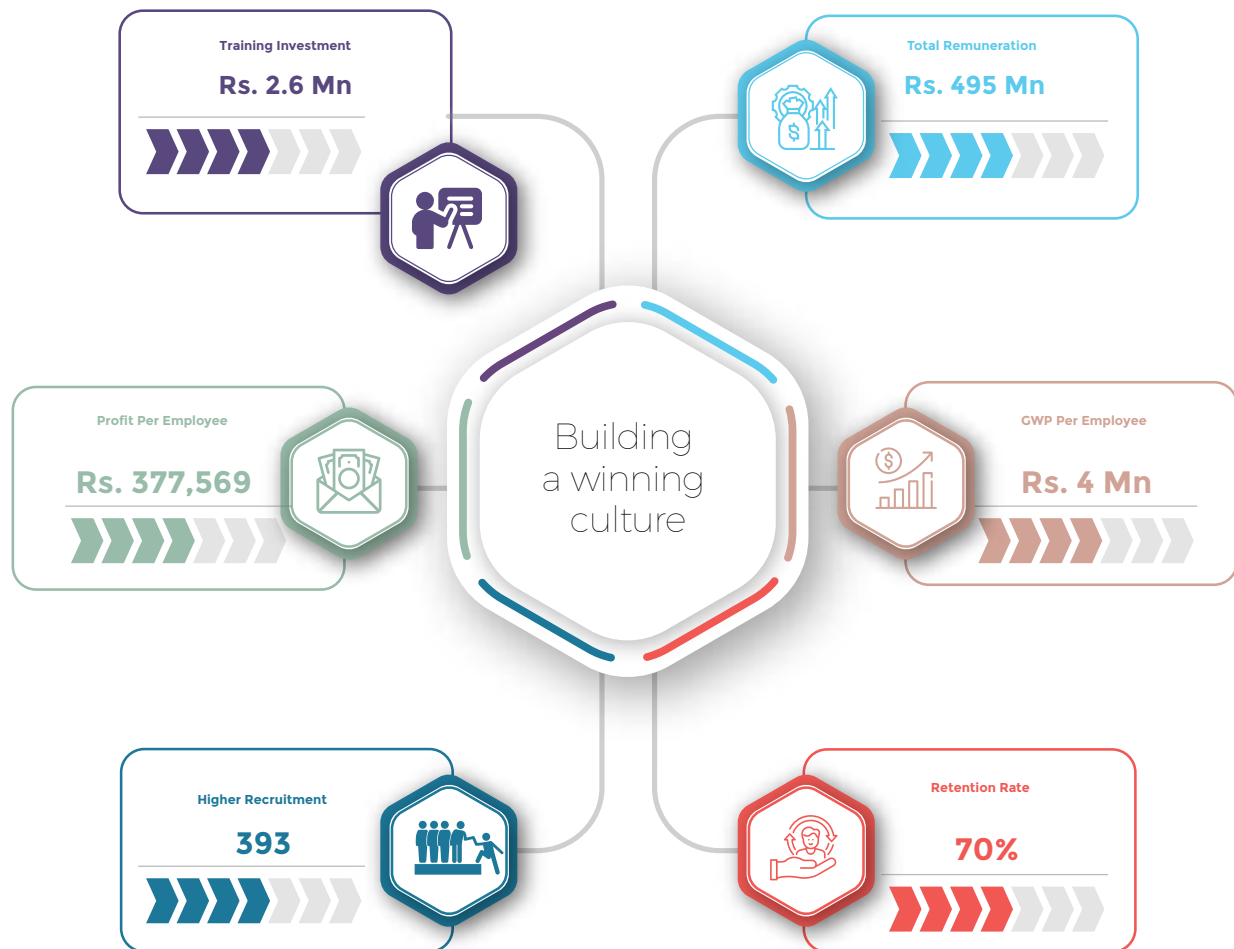 Training Investment
Rs. 2.6 Mn
Total Remuneration
Rs. 495 Mn
Profit Per Employee
Rs. 377,569
Building
a winning
culture
GWP Per Employee
Rs. 4 Mn
Higher Recruitment
393
Retention Rate
70%